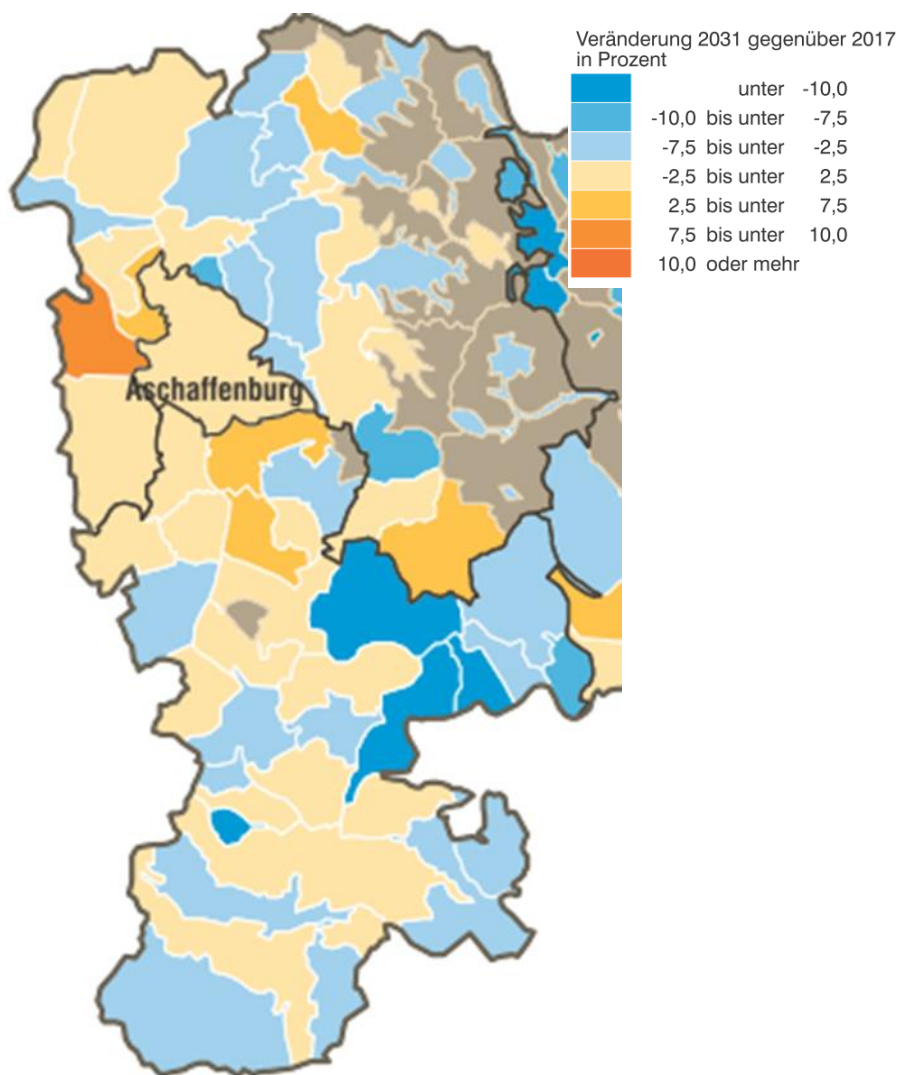 Veränderung 2031 gegenüber 2017
in Prozent
unter -10,0
-10,0 bis unter -7,5
-7,5 bis unter -2,5
-2,5 bis unter 2,5
2,5 bis unter 7,5
7,5 bis unter 10,0
10,0 oder mehr
Aschaffenburg